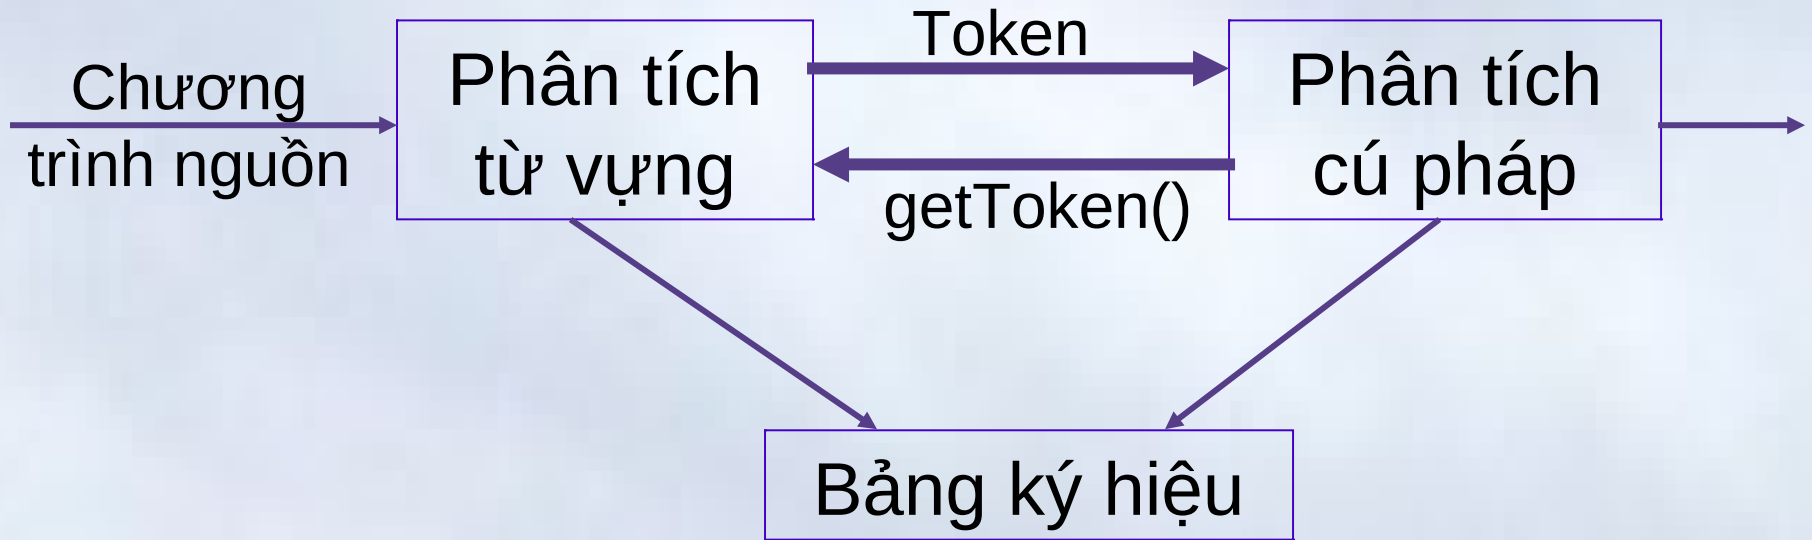 Chương
trình nguồn
Phân tích
từ vựng
Token
getToken()
Phân tích
cú pháp
Bảng ký hiệu